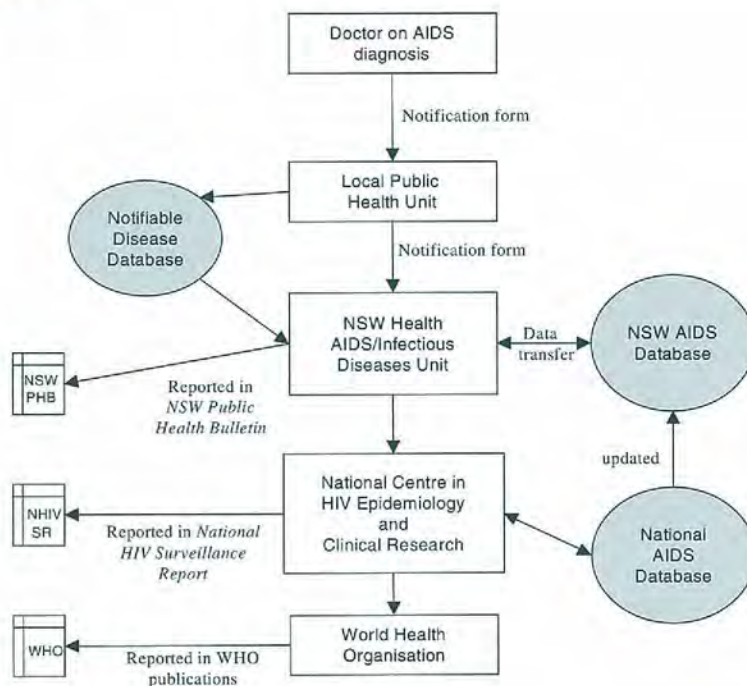 Doctor on AIDS
diagnosis
Notification form
Local Public
Health Unit
Notifiable
Disease
Database
Notification form
NSW Health
AIDS/Infectious
Diseases Unit
Data
transfer
NSW AIDS
Database
NSW
PHB
Reported in
NSW Public
Health Bulletin
updated
National Centre in
HIV Epidemiology
and
Clinical Research
NHIV
SR
Reported in National
HIV Surveillance
Report
National
AIDS
Database
World Health
Organisation
WHO
Reported in WHO
publications